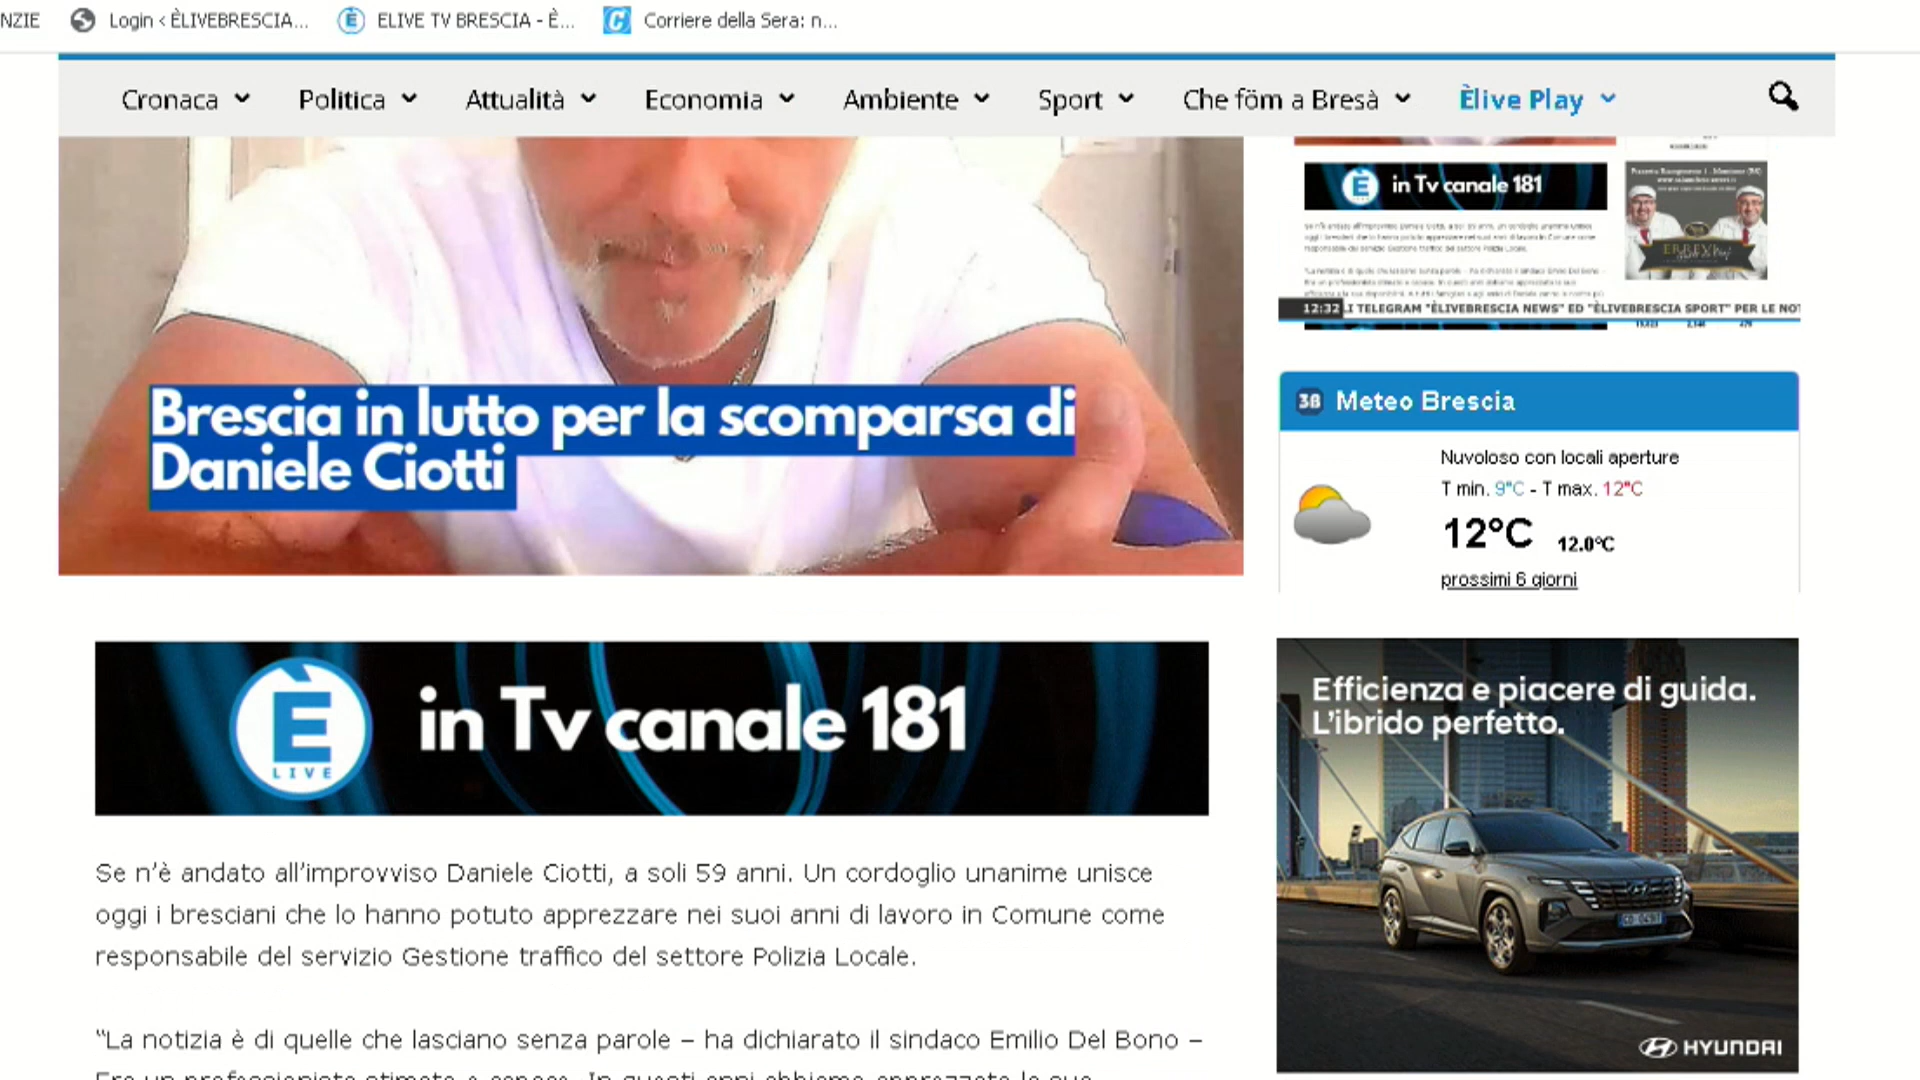 NZIE
Login < ÈLIVEBRESCIA...
ELIVE TV BRESCIA - È...
Corriere della Sera: n...
Cronaca
Politica
Attualità
Economia
Ambiente
Sport
Che föm a Bresà
Èlive Play
Brescia in lutto per la scomparsa di
Daniele Ciotti
È
LIVE
in Tv canale 181
Se n’è andato all’improvviso Daniele Ciotti, a soli 59 anni. Un cordoglio unanime unisce
oggi i bresciani che lo hanno potuto apprezzare nei suoi anni di lavoro in Comune come
responsabile del servizio Gestione traffico del settore Polizia Locale.
“La notizia è di quelle che lasciano senza parole – ha dichiarato il sindaco Emilio Del Bono –
È in Tv canale 181
12:32 LI TELEGRAM "ÈLIVEBRESCIA NEWS" ED "ÈLIVEBRESCIA SPORT" PER LE NOT
3B Meteo Brescia
Nuvoloso con locali aperture
T min. 9°C - T max. 12°C
12°C 12.0°C
prossimi 6 giorni
Efficienza e piacere di guida.
L’ibrido perfetto.
HYUNDAI